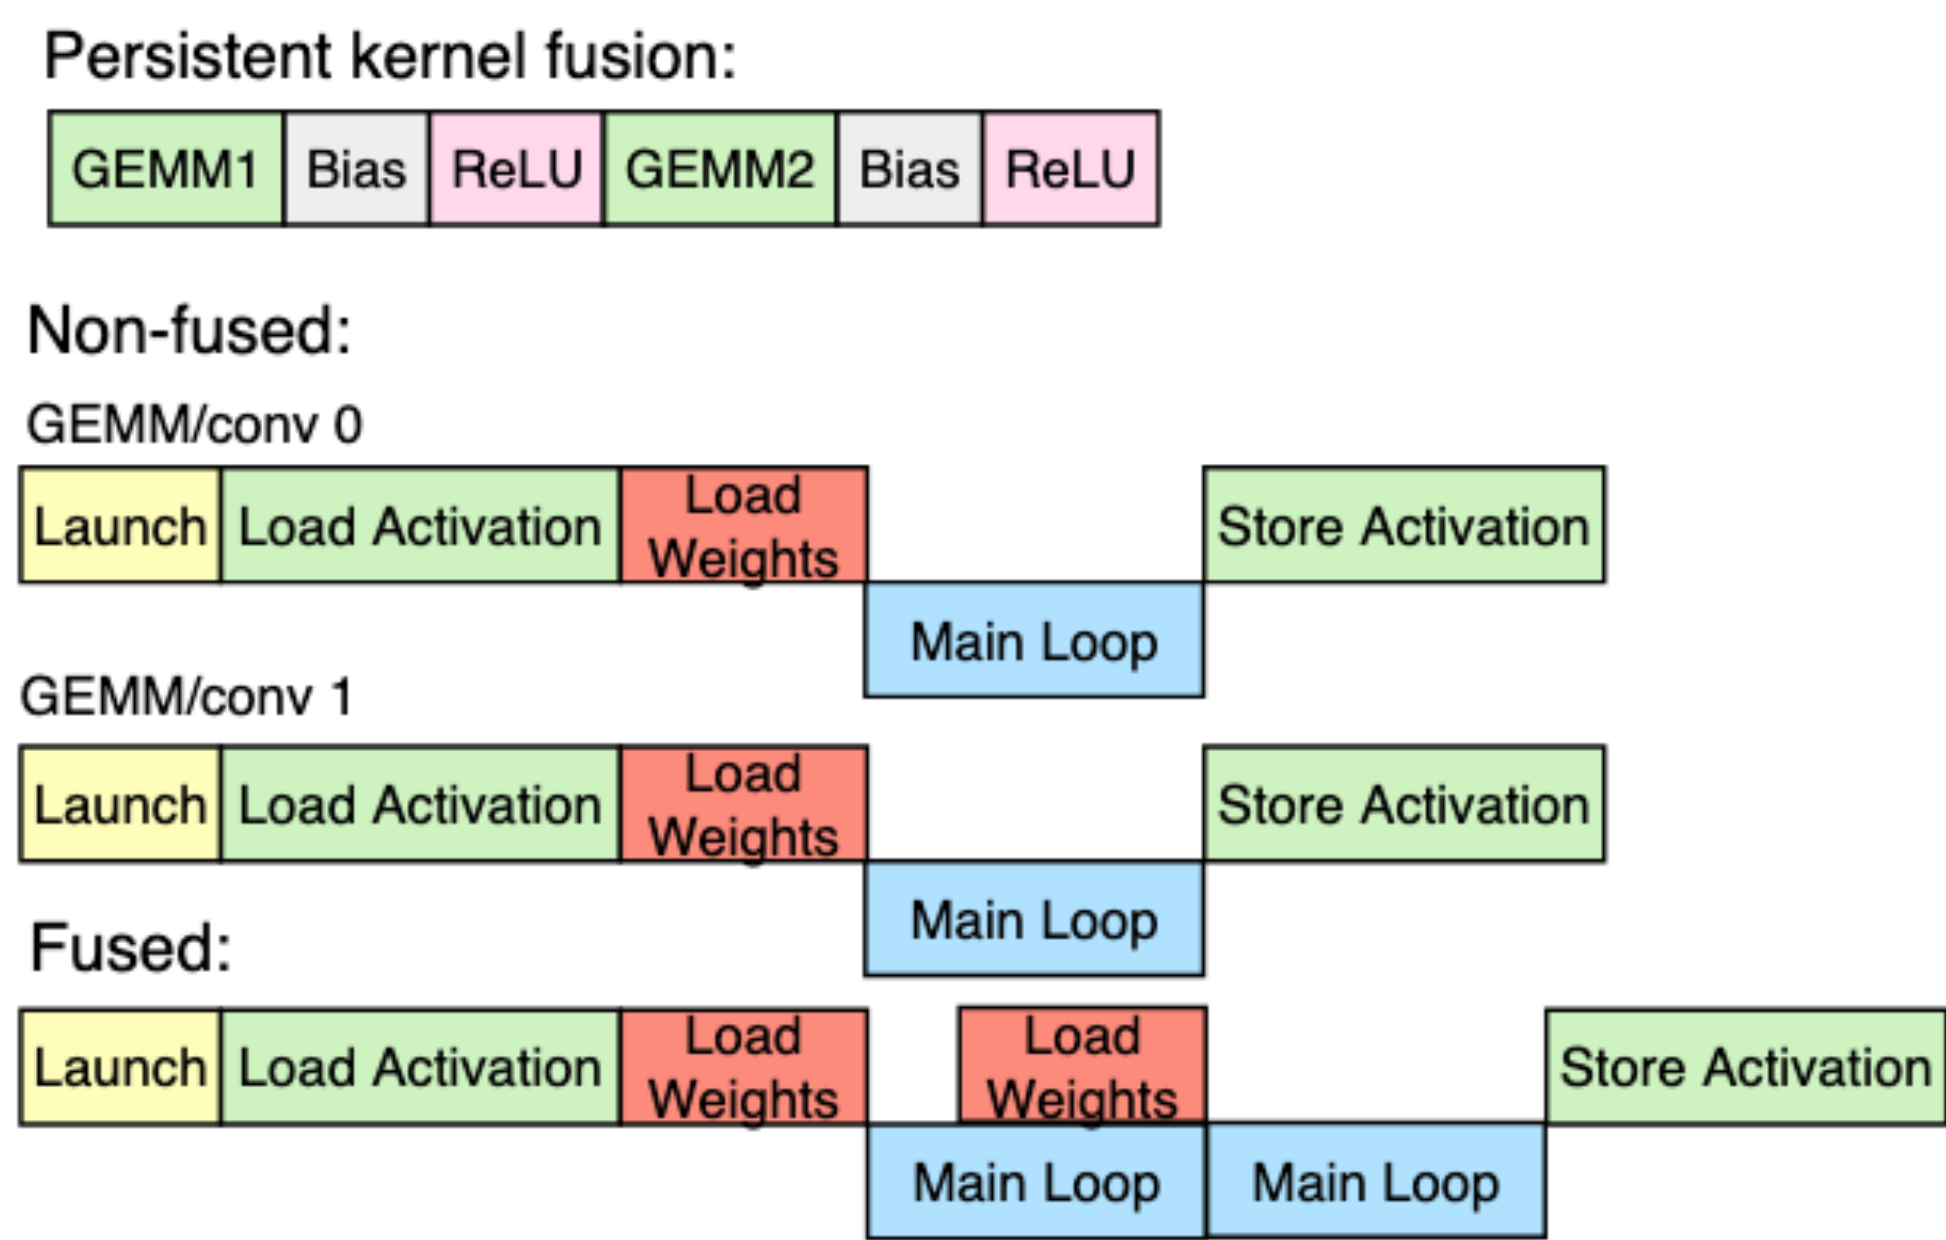 Persistent kernel fusion:
GEMM1 Bias ReLU GEMM2 Bias ReLU
Non-fused:
GEMM/conv 0
Launch Load Activation Load Weights Store Activation
Main Loop
GEMM/conv 1
Launch Load Activation Load Weights Store Activation
Main Loop
Fused:
Launch Load Activation Load Weights Load Weights Store Activation
Main Loop Main Loop